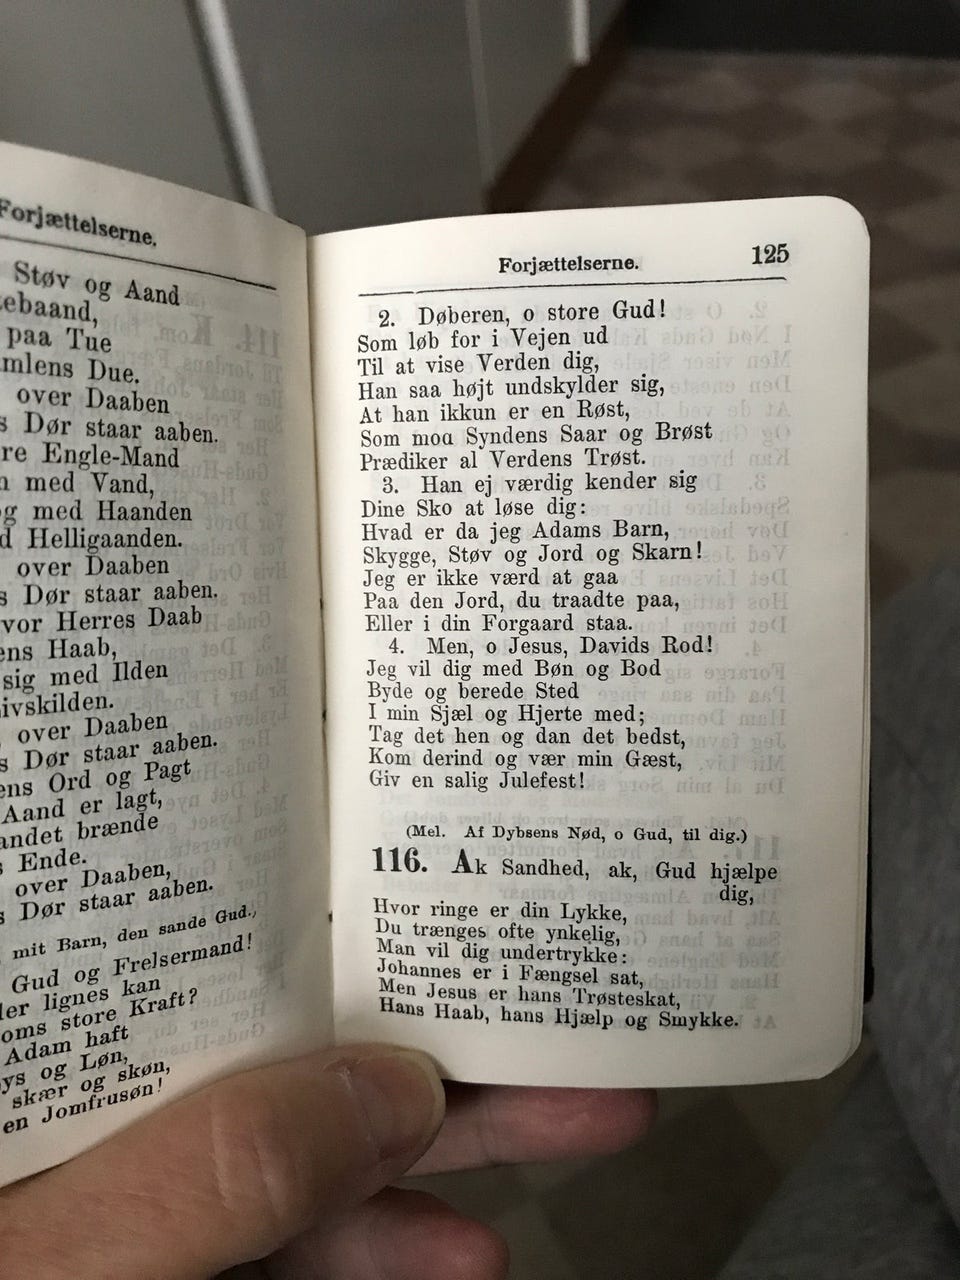 Forjættelserne.
Støv og Aand
paa Tue
Due.
over Daaben
Dør staar aaben.
Engle-Mand
med Vand,
med Haanden
Helligaanden.
over Daaben
Dør staar aaben.
vor Herres Daab
Haab,
sig med Ilden
over Daaben
Dør staar aaben.
Ord og Pagt
Aand er lagt,
brænde
Ende.
over Daaben,
Dør staar aaben.
mit Barn, den sande Gud.)
Gud og Frelsermand!
lignes kan
store Kraft?
Adam haft
og Løn,
skær og skøn,
en Jomfrusøn!
Forjættelserne. 125
2. Døberen, o store Gud!
Som løb for i Vejen ud
Til at vise Verden dig,
Han saa højt undskylder sig,
At han ikkun er en Røst,
Som mod Syndens Saar og Brøst
Prædiker al Verdens Trøst.
3. Han ej værdig kender sig
Dine Sko at løse dig:
Hvad er da jeg Adams Barn,
Skygge, Støv og Jord og Skarn!
Jeg er ikke værd at gaa
Paa den Jord, du traadte paa,
Eller i din Forgaard staa.
4. Men, o Jesus, Davids Rod!
Jeg vil dig med Bøn og Bod
Byde og berede Sted
I min Sjæl og Hjerte med;
Tag det hen og dan det bedst,
Kom derind og vær min Gæst,
Giv en salig Julefest!
(Mel. Af Dybsens Nød, o Gud, til dig.)
116. Ak Sandhed, ak, Gud hjælpe
dig,
Hvor ringe er din Lykke,
Du trænges ofte ynkelig,
Man vil dig undertrykke:
Johannes er i Fængsel sat,
Men Jesus er hans Trøsteskat,
Hans Haab, hans Hjælp og Smykke.